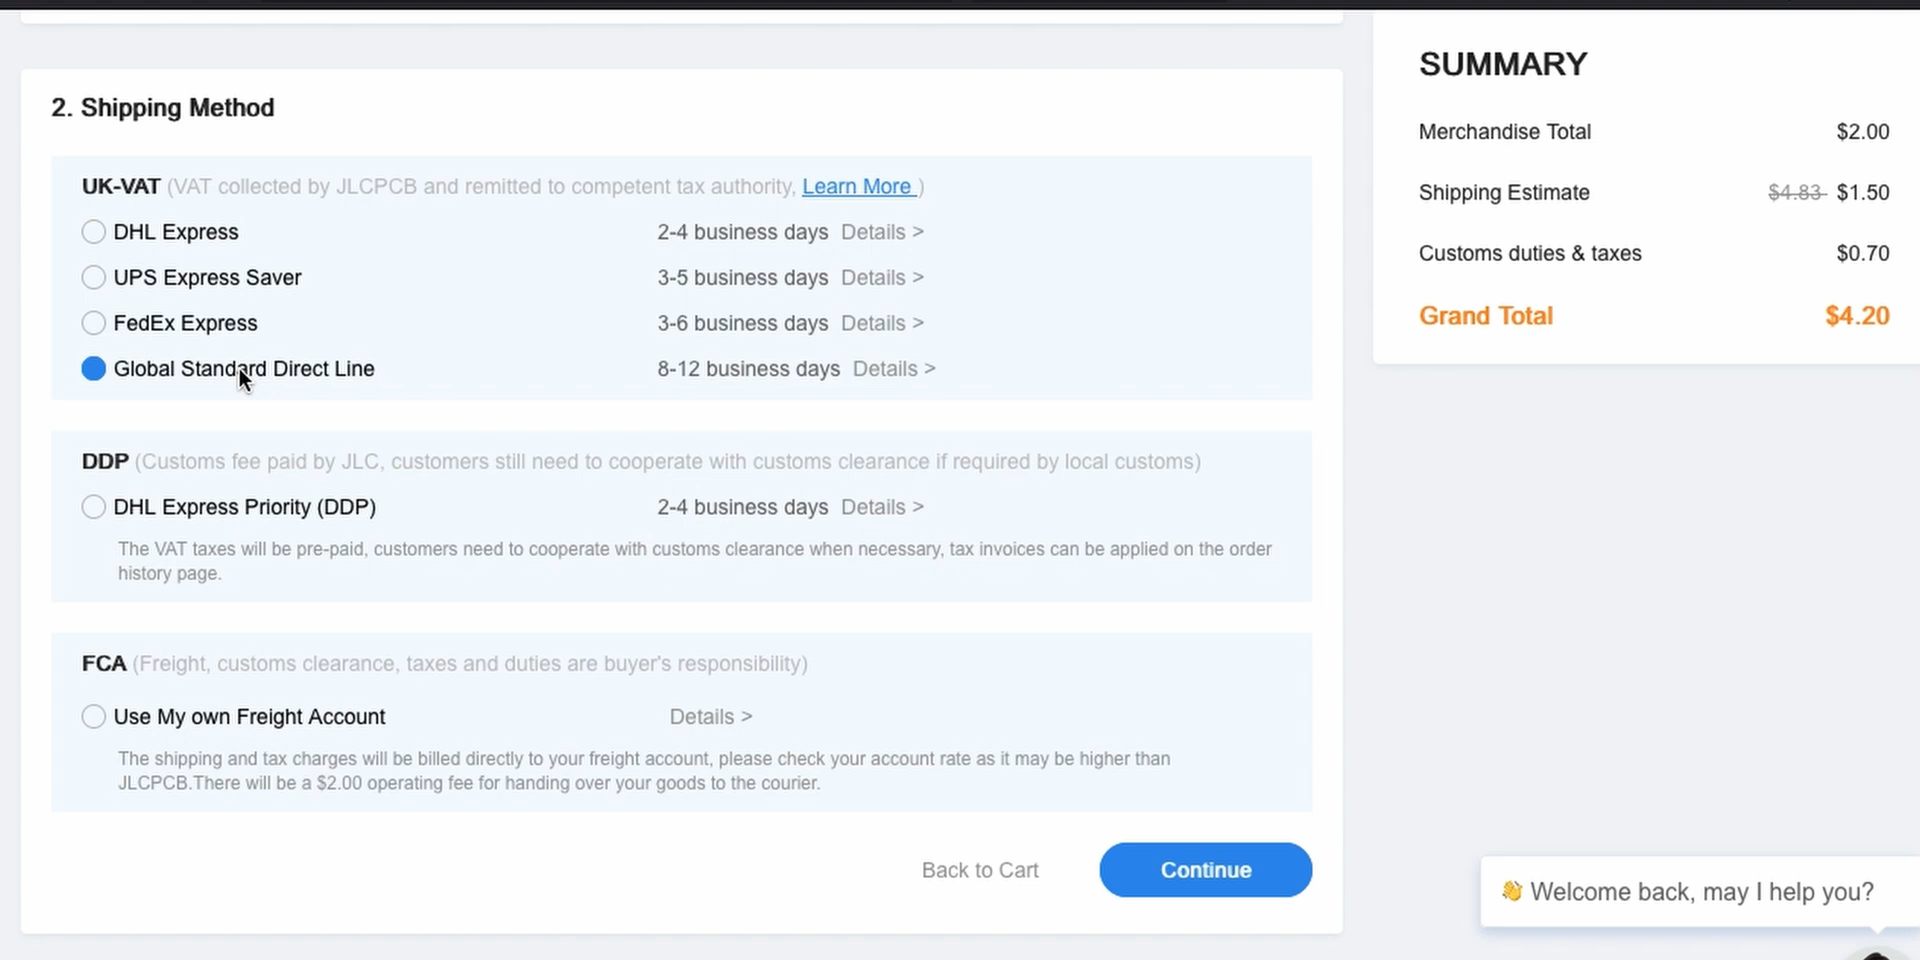 2. Shipping Method
UK-VAT (VAT collected by JLCPCB and remitted to competent tax authority, Learn More )
DHL Express 2-4 business days Details >
UPS Express Saver 3-5 business days Details >
FedEx Express 3-6 business days Details >
Global Standard Direct Line 8-12 business days Details >
DDP (Customs fee paid by JLC, customers still need to cooperate with customs clearance if required by local customs)
DHL Express Priority (DDP) 2-4 business days Details >
The VAT taxes will be pre-paid, customers need to cooperate with customs clearance when necessary, tax invoices can be applied on the order
history page.
FCA (Freight, customs clearance, taxes and duties are buyer's responsibility)
Use My own Freight Account Details >
The shipping and tax charges will be billed directly to your freight account, please check your account rate as it may be higher than
JLCPCB.There will be a $2.00 operating fee for handing over your goods to the courier.
Back to Cart Continue
SUMMARY
Merchandise Total $2.00
Shipping Estimate $4.83 $1.50
Customs duties & taxes $0.70
Grand Total $4.20
👋 Welcome back, may I help you?